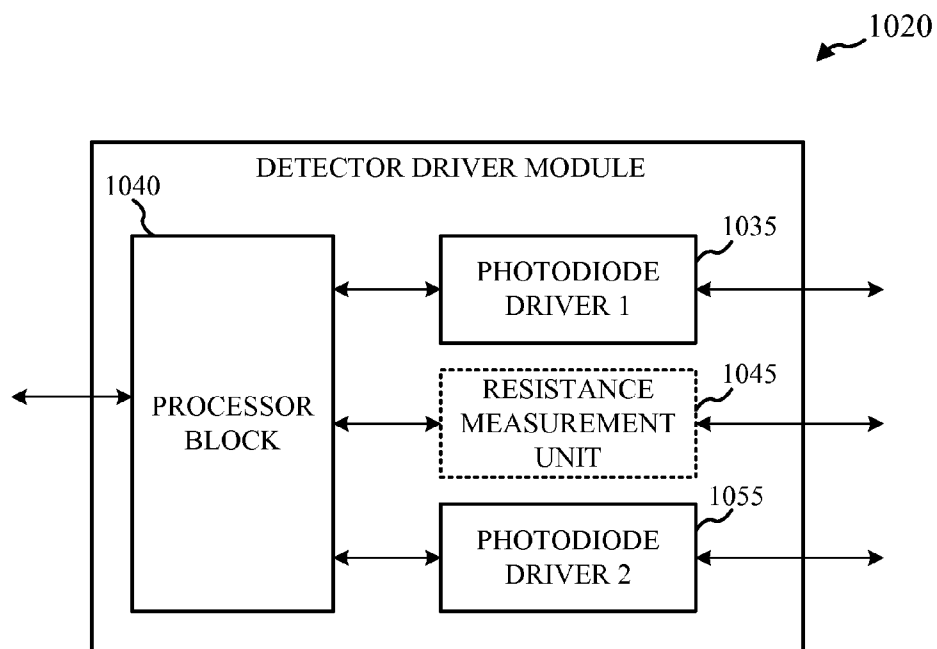 1020
DETECTOR DRIVER MODULE
1040
1035
PHOTODIODE
DRIVER 1
PROCESSOR
BLOCK
1045
RESISTANCE
MEASUREMENT
UNIT
1055
PHOTODIODE
DRIVER 2